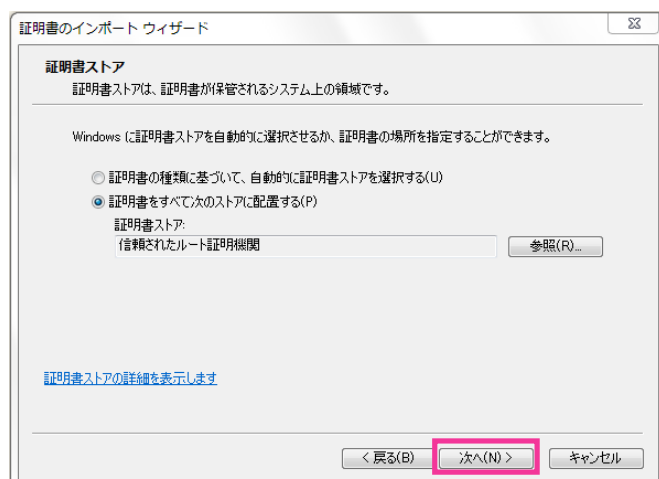 証明書のインポート ウィザード
証明書ストア
証明書ストアは、証明書が保管されるシステム上の領域です。
Windows に証明書ストアを自動的に選択させるか、証明書の場所を指定することができます。
証明書の種類に基づいて、自動的に証明書ストアを選択する(U)
証明書をすべて次のストアに配置する(P)
証明書ストア:
信頼されたルート証明機関
参照(R)...
証明書ストアの詳細を表示します
< 戻る(B)
次へ(N) >
キャンセル